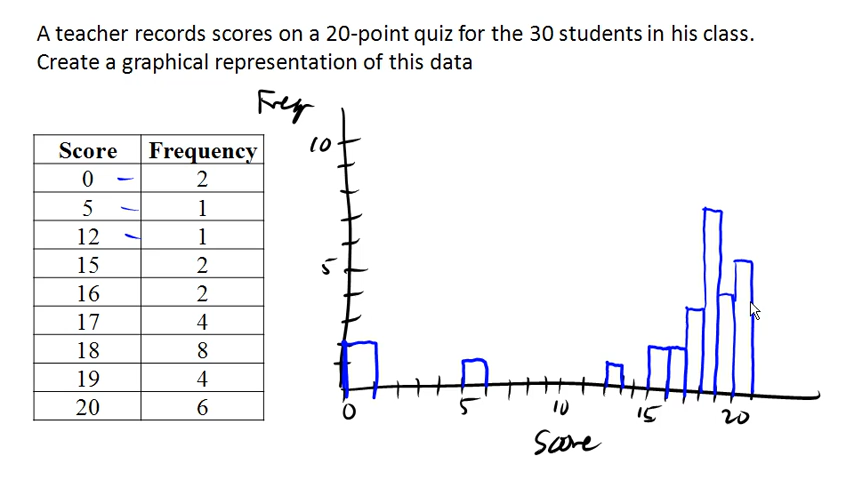 A teacher records scores on a 20-point quiz for the 30 students in his class.
Create a graphical representation of this data
Score Frequency
0 2
5 1
12 1
15 2
16 2
17 4
18 8
19 4
20 6
Freq
10
5
0 5 10 15 20
Score